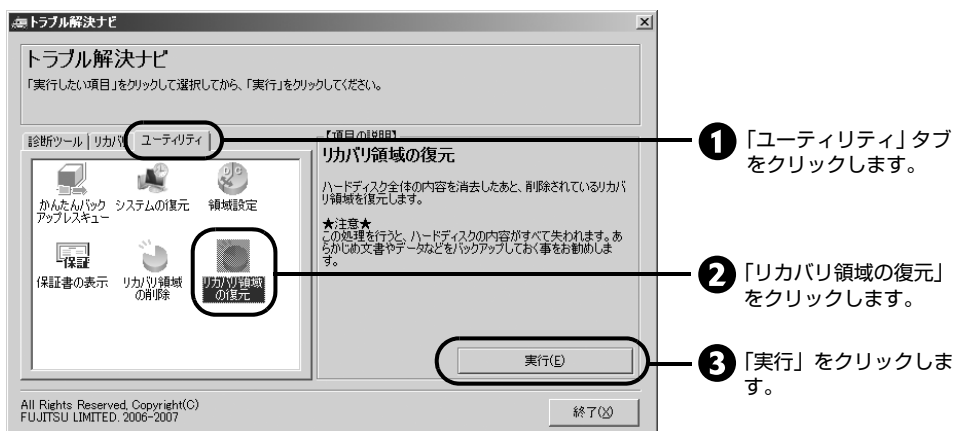 トラブル解決ナビ
トラブル解決ナビ
「実行したい項目」をクリックして選択してから、「実行」をクリックしてください。
診断ツール
リカバリ
ユーティリティ
かんたんバック
アップレスキュー
システムの復元
領域設定
保証
保証書の表示
リカバリ領域
の削除
リカバリ領域
の復元
【項目の説明】
リカバリ領域の復元
ハードディスク全体の内容を消去したあと、削除されているリカバ
リ領域を復元します。
★注意★
この処理を行うと、ハードディスクの内容がすべて失われます。あ
らかじめ文書やデータなどをバックアップしておく事をお勧めしま
す。
実行(E)
All Rights Reserved, Copyright(C)
FUJITSU LIMITED. 2006-2007
終了(X)
1 「ユーティリティ」タブ
をクリックします。
2 「リカバリ領域の復元」
をクリックします。
3 「実行」をクリックしま
す。